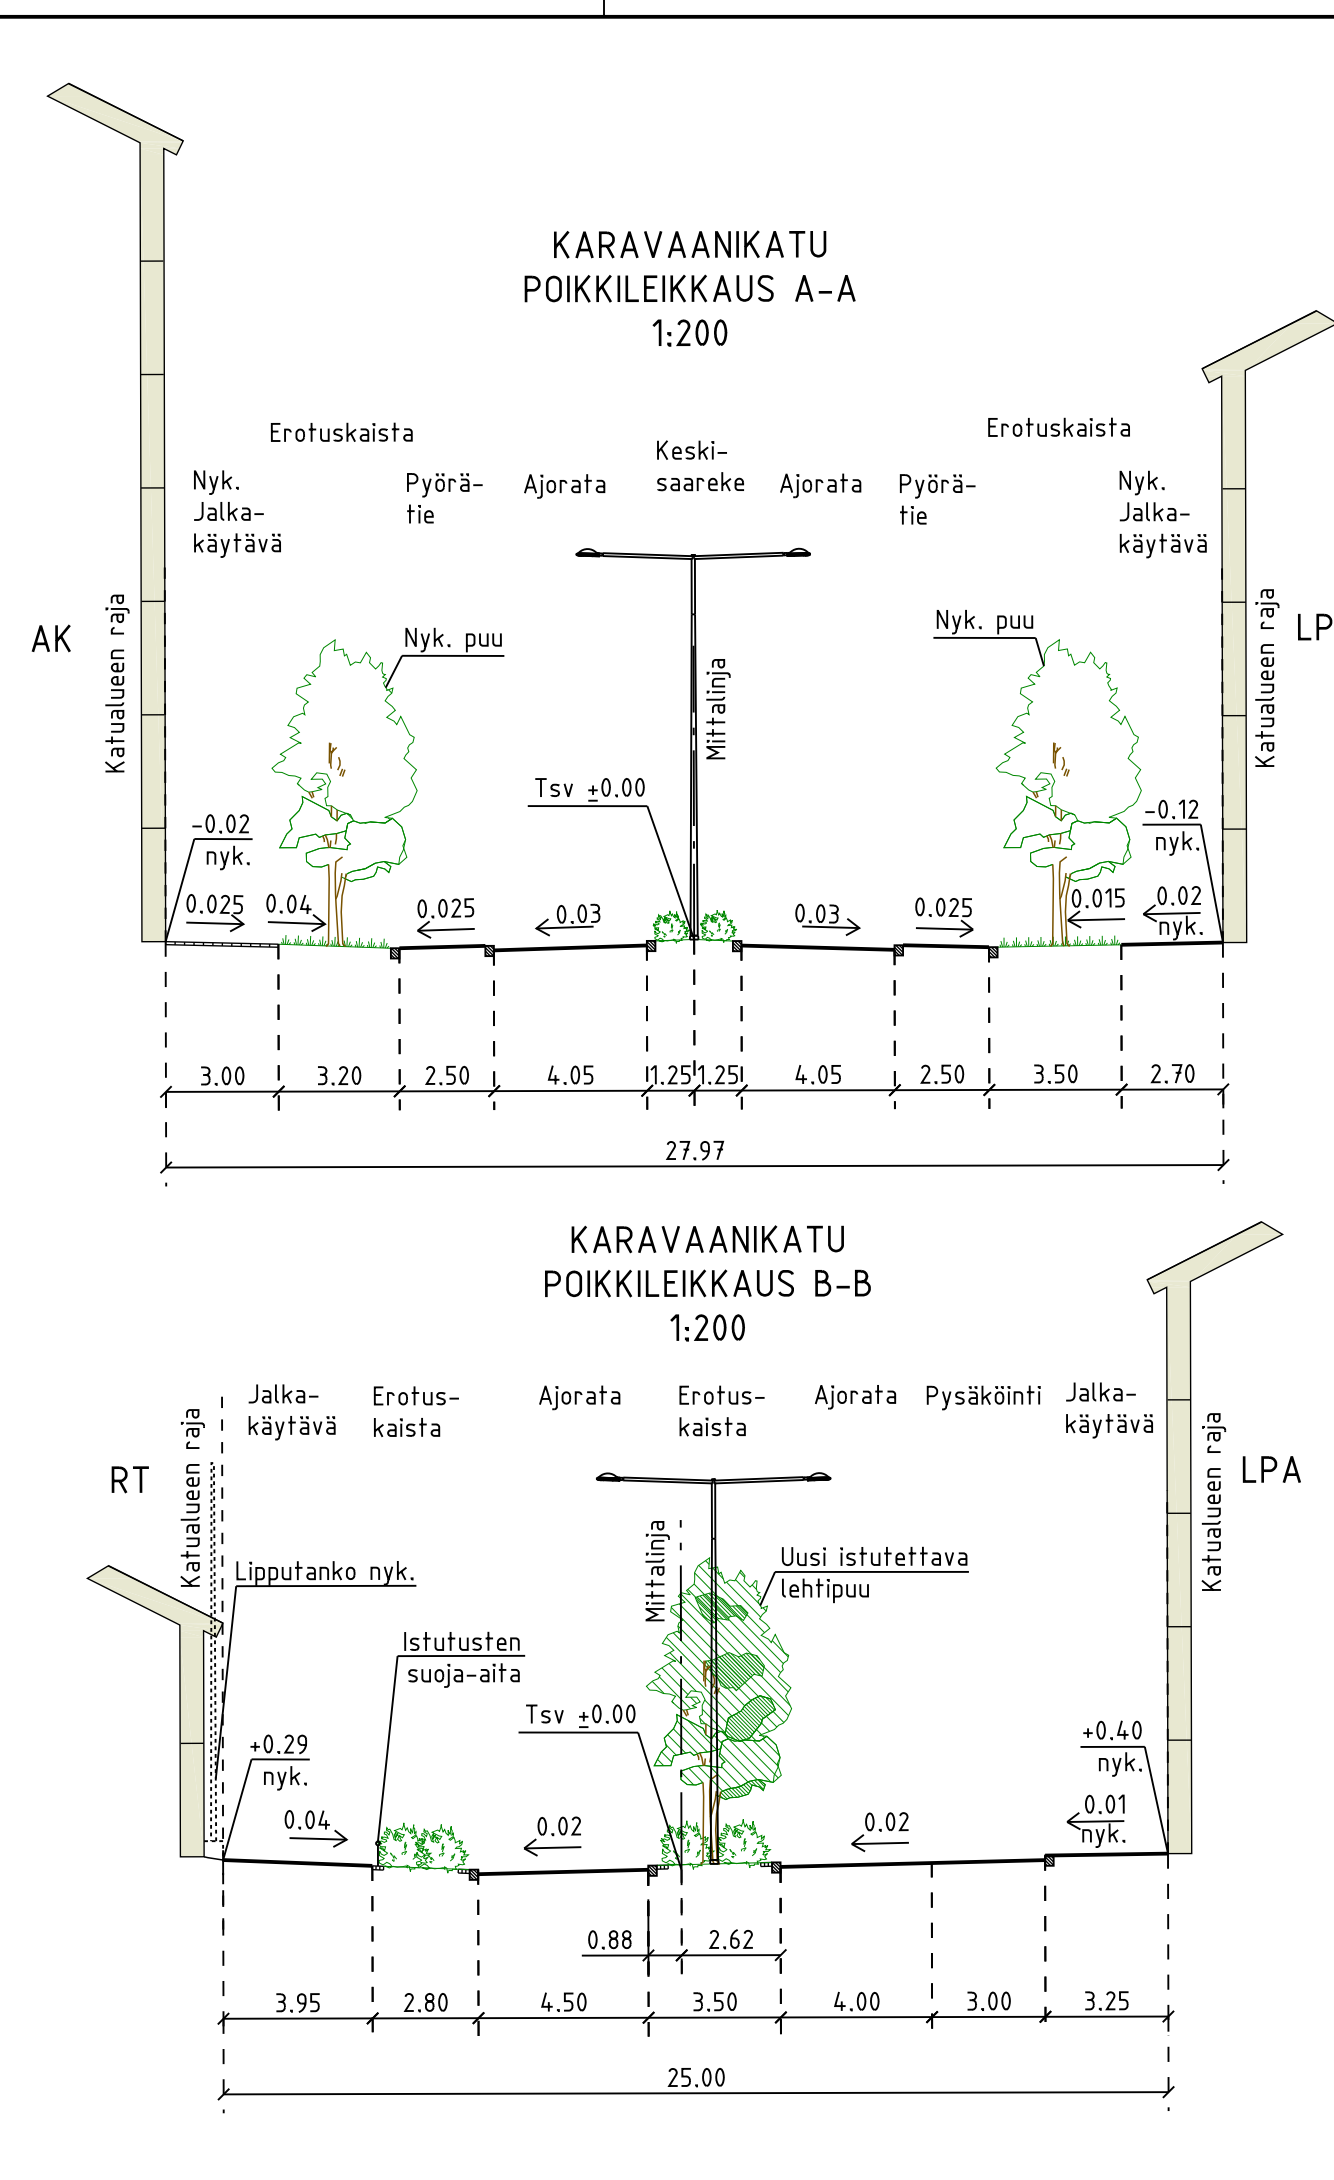 KARAVAANIKATU
POIKKILEIKKAUS A-A
1:200
Erotuskaista
Erotuskaista
Nyk.
Jalka-
käytävä
Pyörä-
tie
Ajorata
Keski-
saareke
Ajorata
Pyörä-
tie
Nyk.
Jalka-
käytävä
AK
Katualueen raja
Nyk. puu
Mittalinja
Nyk. puu
Katualueen raja
LP
Tsv ±0.00
-0.02
nyk.
-0.12
nyk.
0.025
0.04
0.025
0.03
0.03
0.025
0.015
0.02
nyk.
3.00
3.20
2.50
4.05
1.25
1.25
4.05
2.50
3.50
2.70
27.97
KARAVAANIKATU
POIKKILEIKKAUS B-B
1:200
Jalka-
käytävä
Erotus-
kaista
Ajorata
Erotus-
kaista
Ajorata
Pysäköinti
Jalka-
käytävä
RT
Katualueen raja
Katualueen raja
LPA
Lipputanko nyk.
Mittalinja
Uusi istutettava
lehtipuu
Istutusten
suoja-aita
Tsv ±0.00
+0.29
nyk.
+0.40
nyk.
0.04
0.02
0.02
0.01
nyk.
0.88
2.62
3.95
2.80
4.50
3.50
4.00
3.00
3.25
25.00